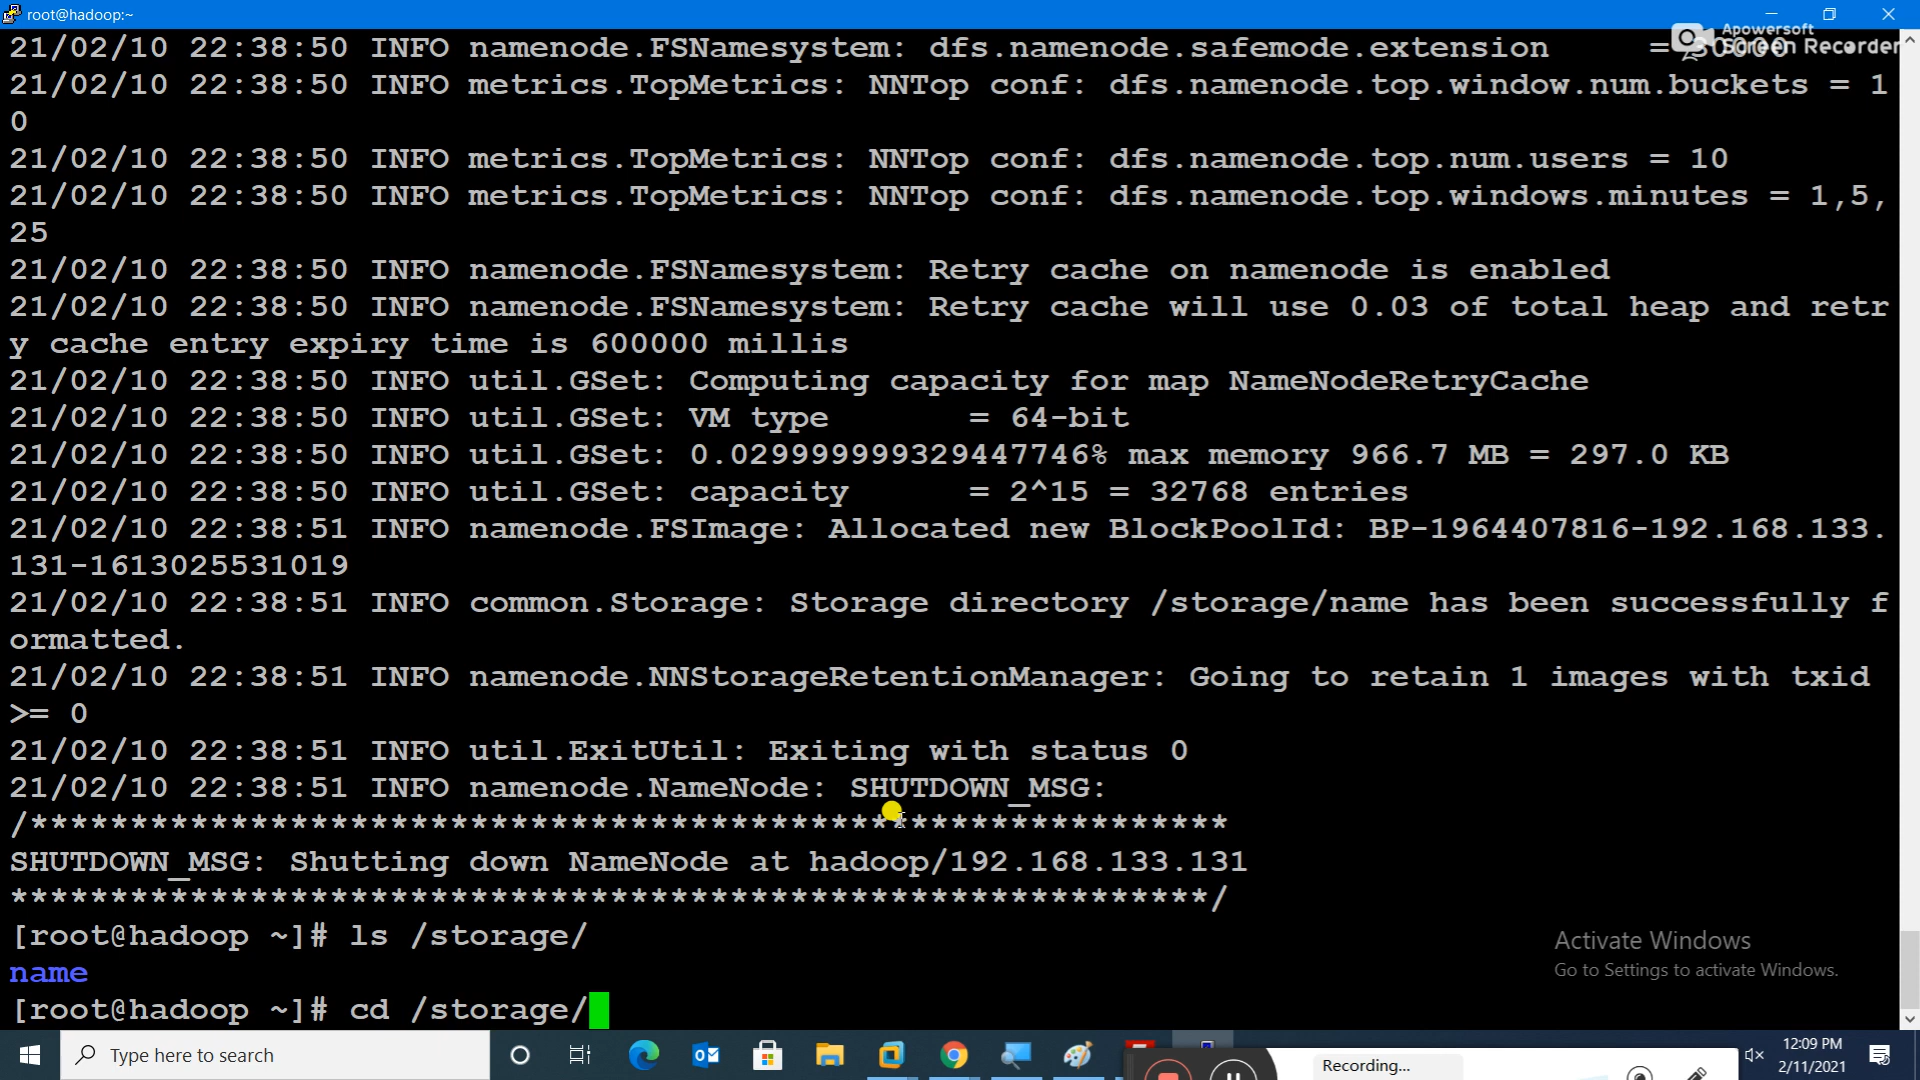 root@hadoop:~
Apowersoft
Screen Recorder
21/02/10 22:38:50 INFO namenode.FSNamesystem: dfs.namenode.safemode.extension     = 30000
21/02/10 22:38:50 INFO metrics.TopMetrics: NNTop conf: dfs.namenode.top.window.num.buckets = 1
0
21/02/10 22:38:50 INFO metrics.TopMetrics: NNTop conf: dfs.namenode.top.num.users = 10
21/02/10 22:38:50 INFO metrics.TopMetrics: NNTop conf: dfs.namenode.top.windows.minutes = 1,5,
25
21/02/10 22:38:50 INFO namenode.FSNamesystem: Retry cache on namenode is enabled
21/02/10 22:38:50 INFO namenode.FSNamesystem: Retry cache will use 0.03 of total heap and retr
y cache entry expiry time is 600000 millis
21/02/10 22:38:50 INFO util.GSet: Computing capacity for map NameNodeRetryCache
21/02/10 22:38:50 INFO util.GSet: VM type       = 64-bit
21/02/10 22:38:50 INFO util.GSet: 0.029999999329447746% max memory 966.7 MB = 297.0 KB
21/02/10 22:38:50 INFO util.GSet: capacity      = 2^15 = 32768 entries
21/02/10 22:38:51 INFO namenode.FSImage: Allocated new BlockPoolId: BP-1964407816-192.168.133.
131-1613025531019
21/02/10 22:38:51 INFO common.Storage: Storage directory /storage/name has been successfully f
ormatted.
21/02/10 22:38:51 INFO namenode.NNStorageRetentionManager: Going to retain 1 images with txid
>= 0
21/02/10 22:38:51 INFO util.ExitUtil: Exiting with status 0
21/02/10 22:38:51 INFO namenode.NameNode: SHUTDOWN_MSG:
/************************************************************
SHUTDOWN_MSG: Shutting down NameNode at hadoop/192.168.133.131
************************************************************/
[root@hadoop ~]# ls /storage/
name
[root@hadoop ~]# cd /storage/
Activate Windows
Go to Settings to activate Windows.
Type here to search
Recording...
12:09 PM
2/11/2021